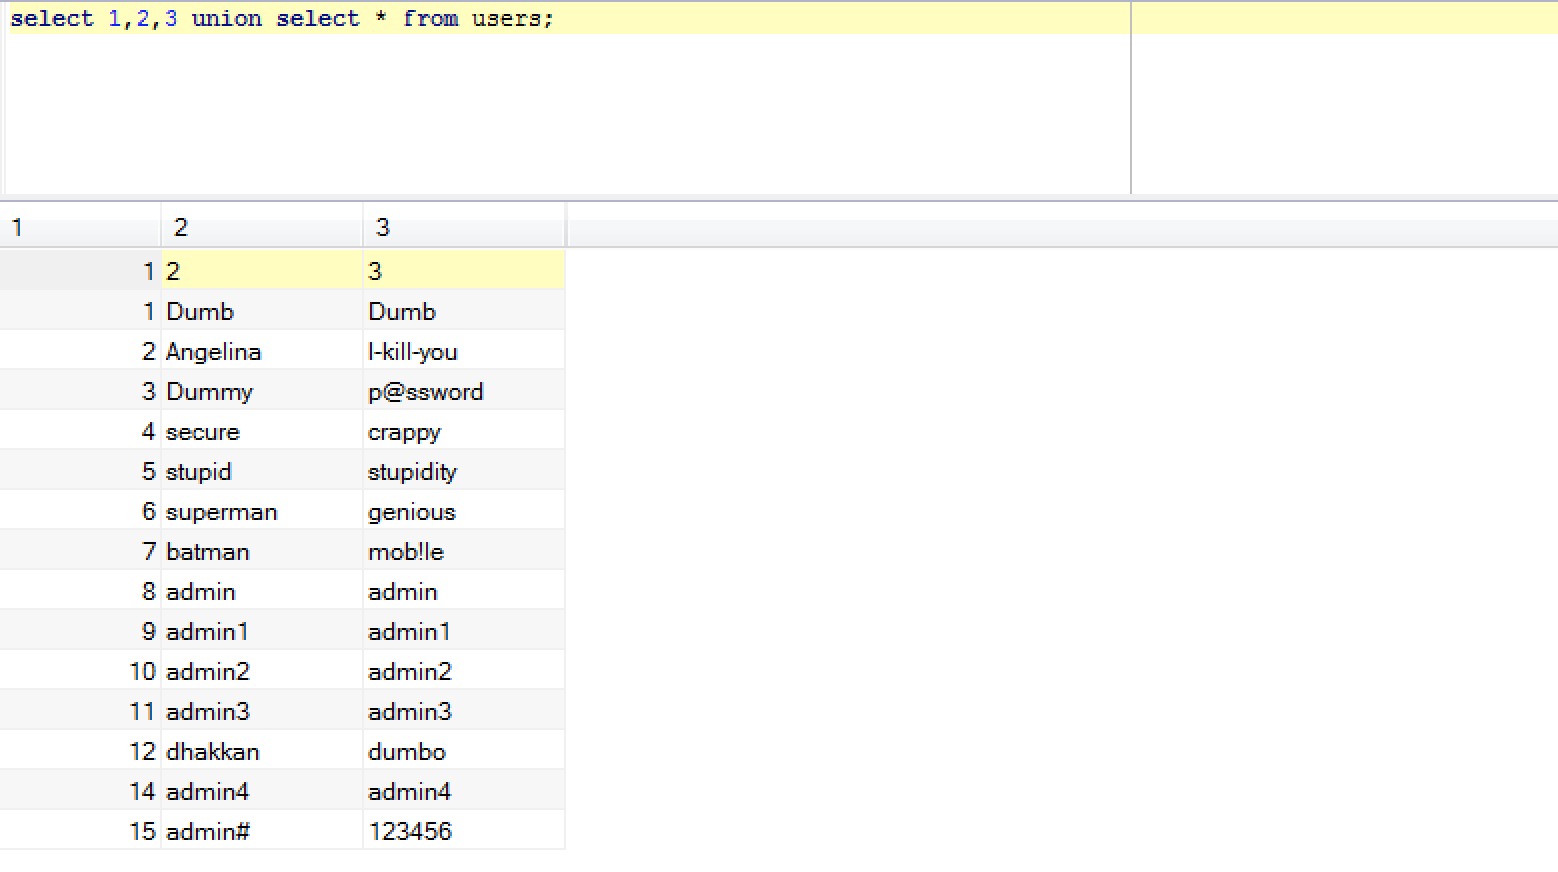 select 1,2,3 union select * from users;
1 2 3
1 2 3
1 Dumb Dumb
2 Angelina I-kill-you
3 Dummy p@ssword
4 secure crappy
5 stupid stupidity
6 superman genious
7 batman mob!le
8 admin admin
9 admin1 admin1
10 admin2 admin2
11 admin3 admin3
12 dhakkan dumbo
14 admin4 admin4
15 admin# 123456